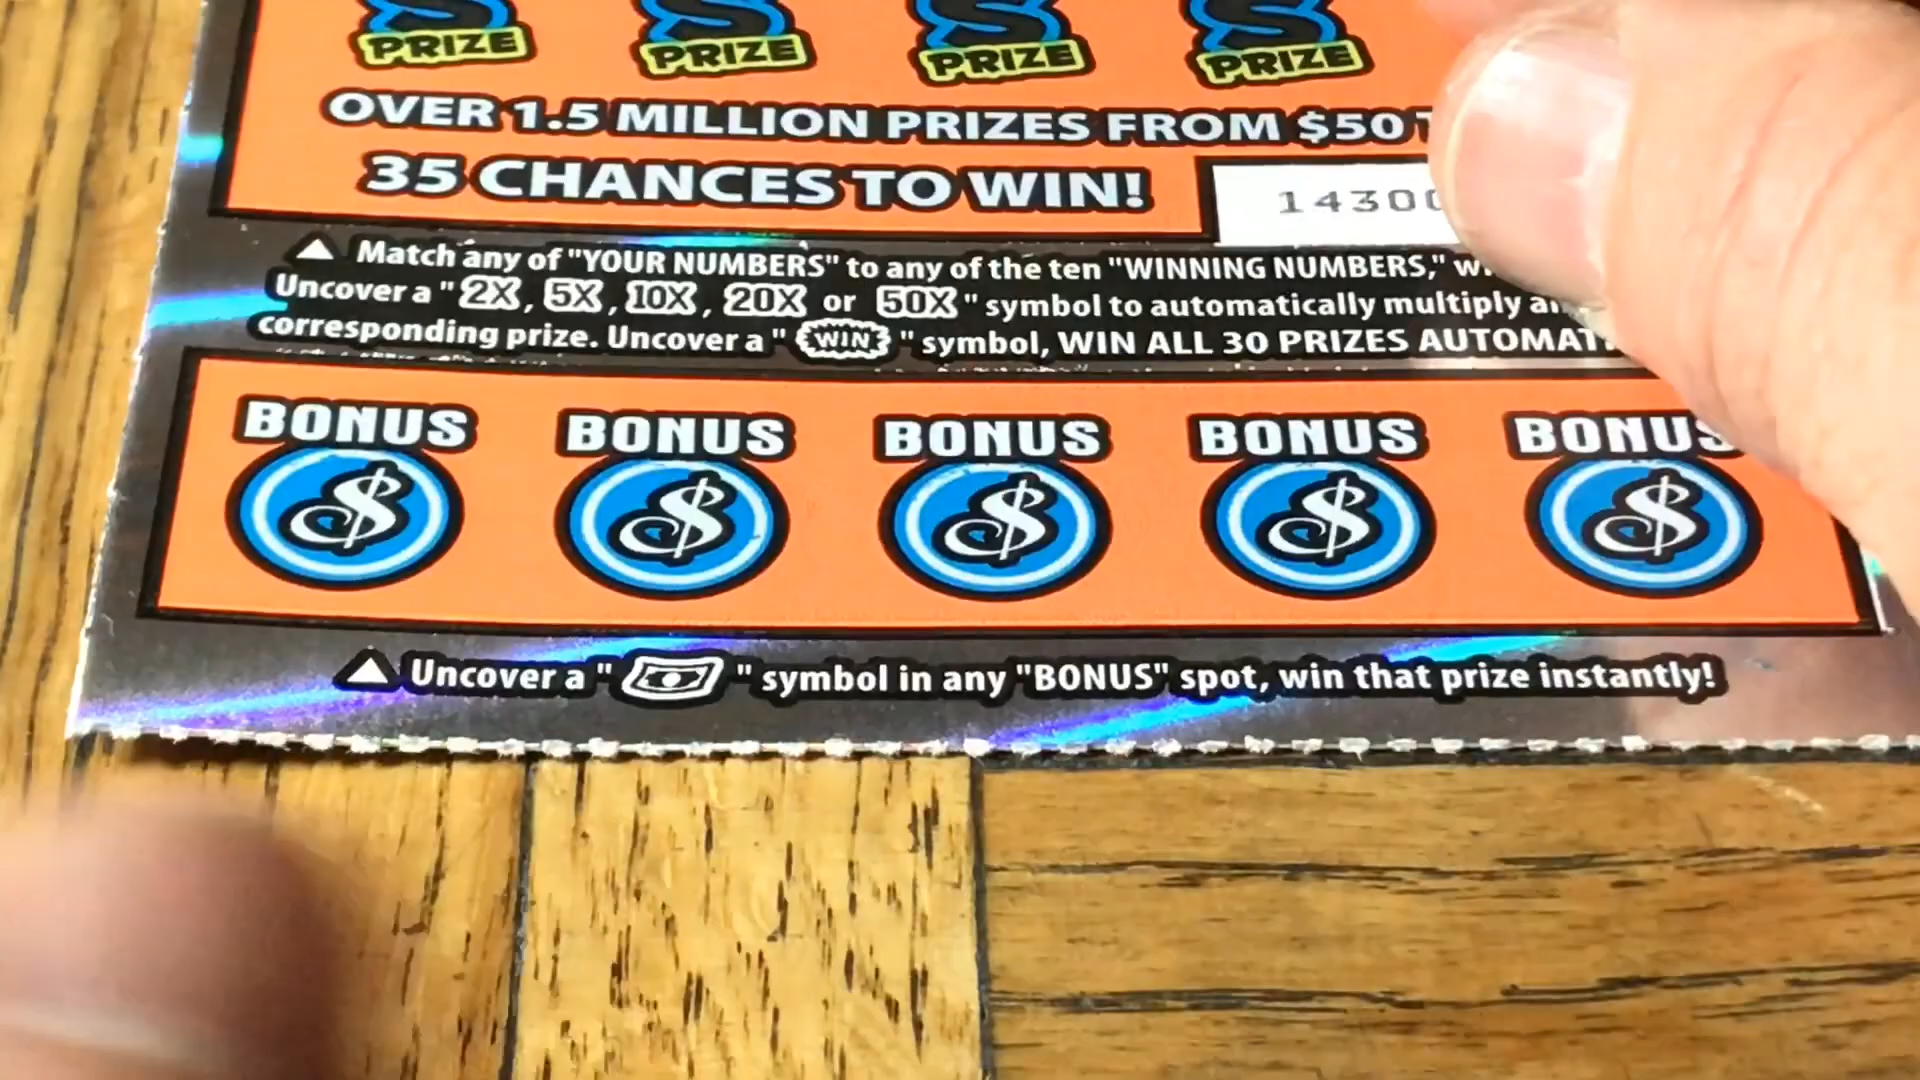 PRIZE PRIZE PRIZE PRIZE
OVER 1.5 MILLION PRIZES FROM $50
35 CHANCES TO WIN!
1430
Match any of "YOUR NUMBERS" to any of the ten "WINNING NUMBERS,"
Uncover a "2X, 5X, 10X, 20X or 50X" symbol to automatically multiply
corresponding prize. Uncover a "WIN" symbol, WIN ALL 30 PRIZES
BONUS BONUS BONUS BONUS BONUS
$ $ $ $ $
Uncover a " " symbol in any "BONUS" spot, win that prize instantly!